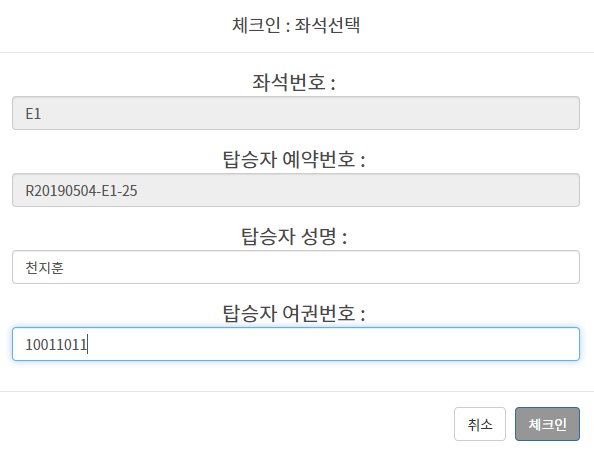 체크인 : 좌석선택
좌석번호 :
E1
탑승자 예약번호 :
R20190504-E1-25
탑승자 성명 :
천지훈
탑승자 여권번호 :
10011011
취소 체크인